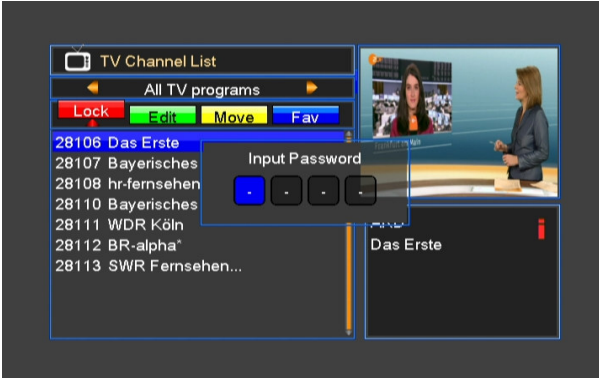 TV Channel List
All TV programs
Lock Edit Move Fav
28106 Das Erste
28107 Bayerisches
28108 hr-fernsehen
28110 Bayerisches
28111 WDR Köln
28112 BR-alpha*
28113 SWR Fernsehen...
Input Password
- - - -
ARD
Das Erste